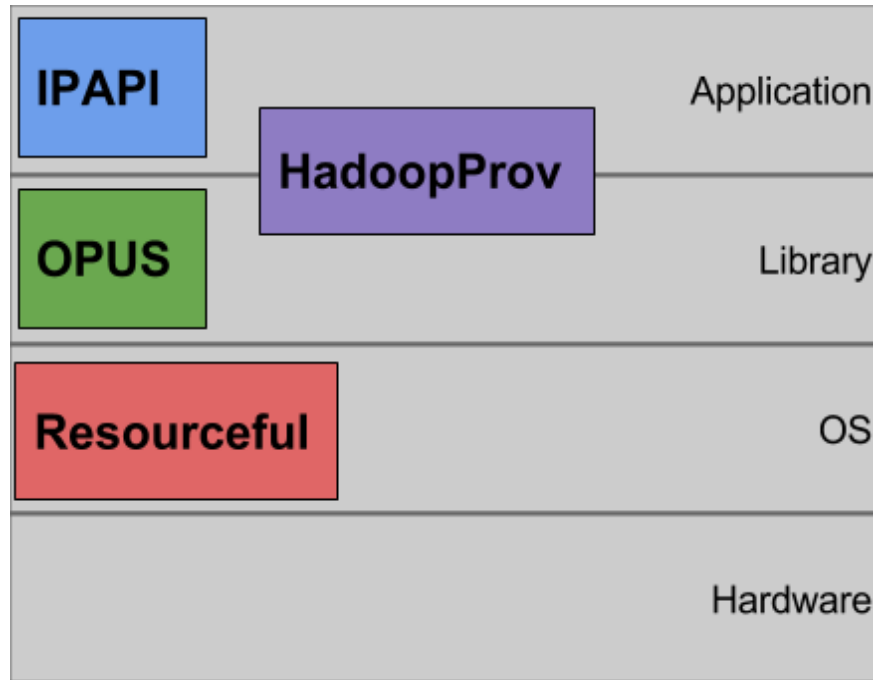 IPAPI
Application
HadoopProv
OPUS
Library
Resourceful
OS
Hardware